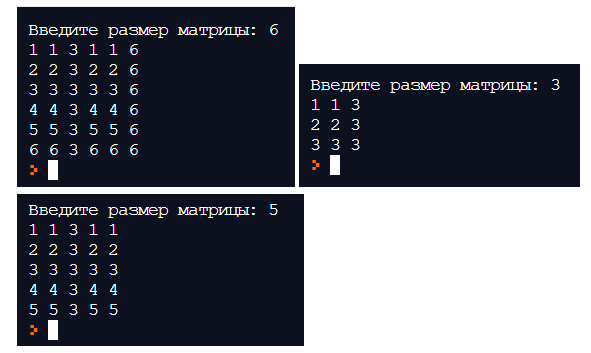 Введите размер матрицы: 6
1 1 3 1 1 6
2 2 3 2 2 6
3 3 3 3 3 6
4 4 3 4 4 6
5 5 3 5 5 6
6 6 3 6 6 6
>
Введите размер матрицы: 3
1 1 3
2 2 3
3 3 3
>
Введите размер матрицы: 5
1 1 3 1 1
2 2 3 2 2
3 3 3 3 3
4 4 3 4 4
5 5 3 5 5
>